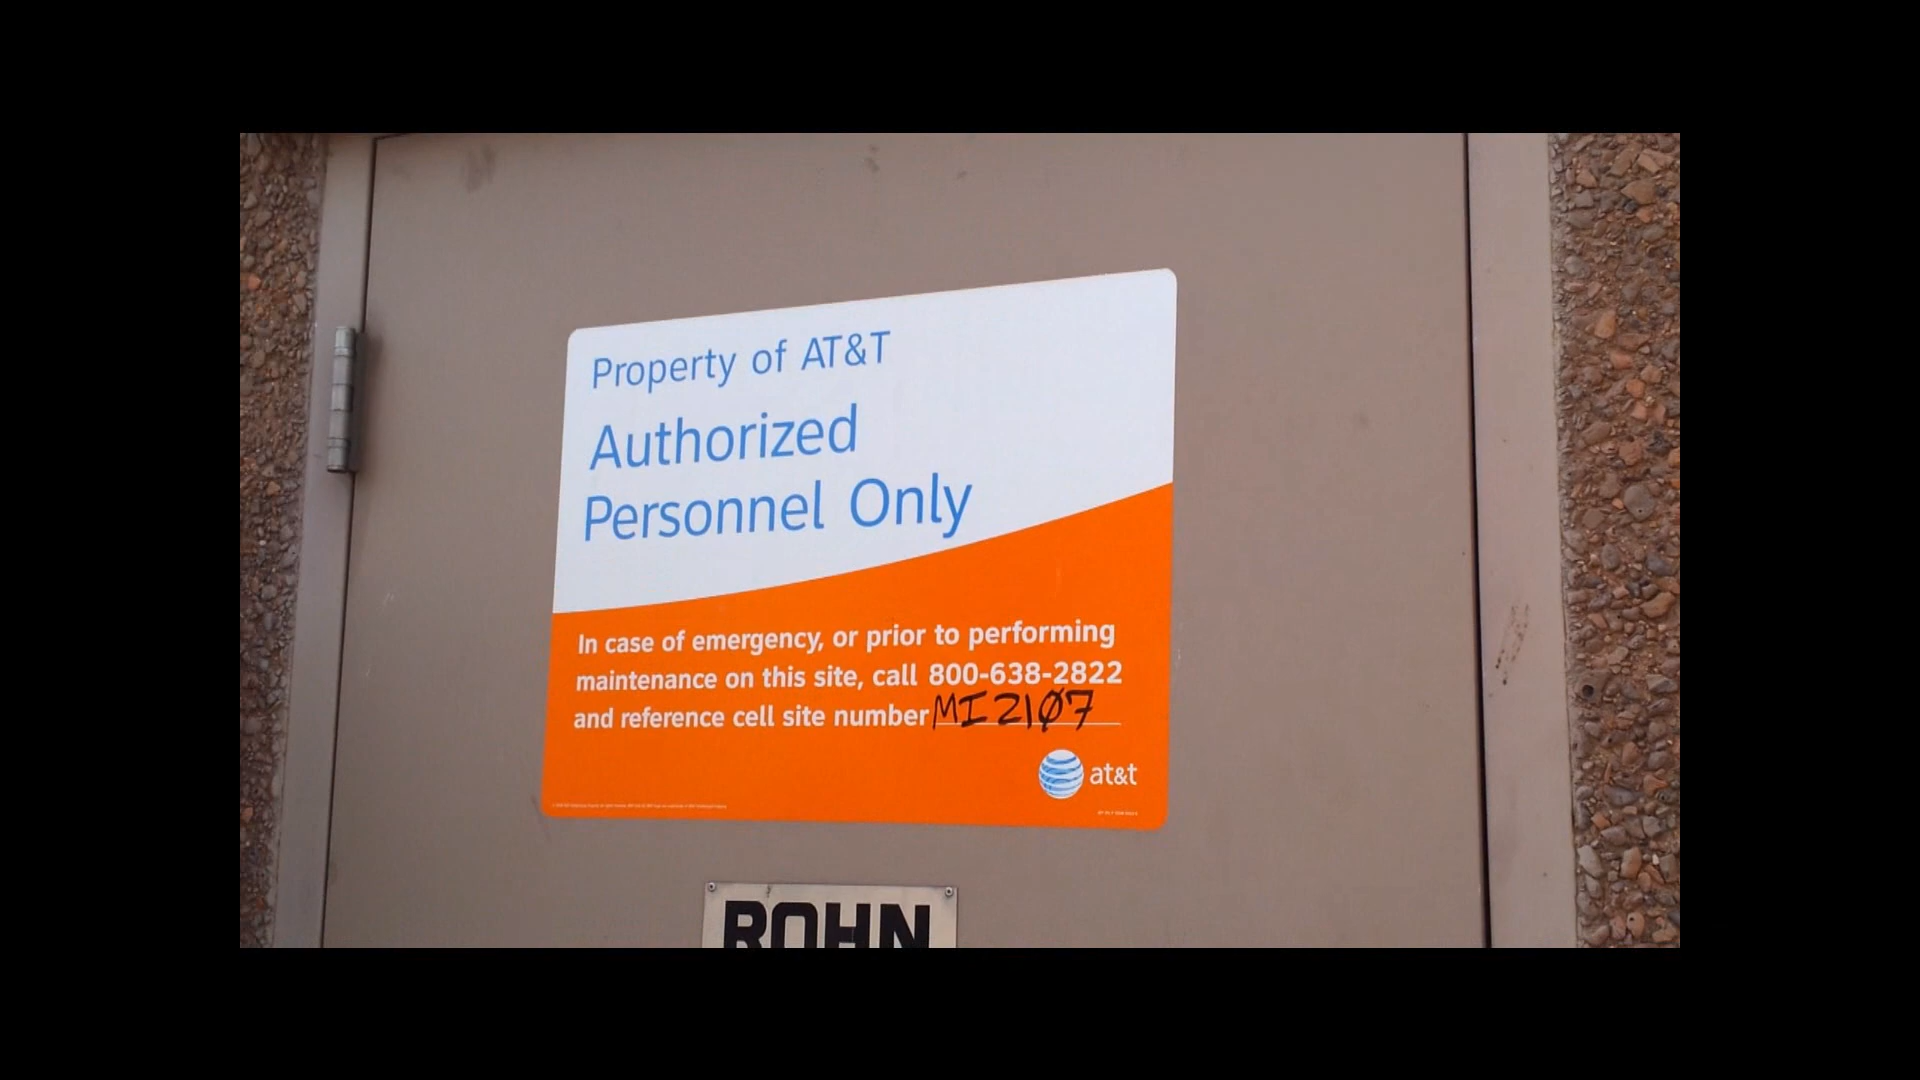 Property of AT&T
Authorized
Personnel Only
In case of emergency, or prior to performing
maintenance on this site, call 800-638-2822
and reference cell site number MI2107
at&t
ROHN